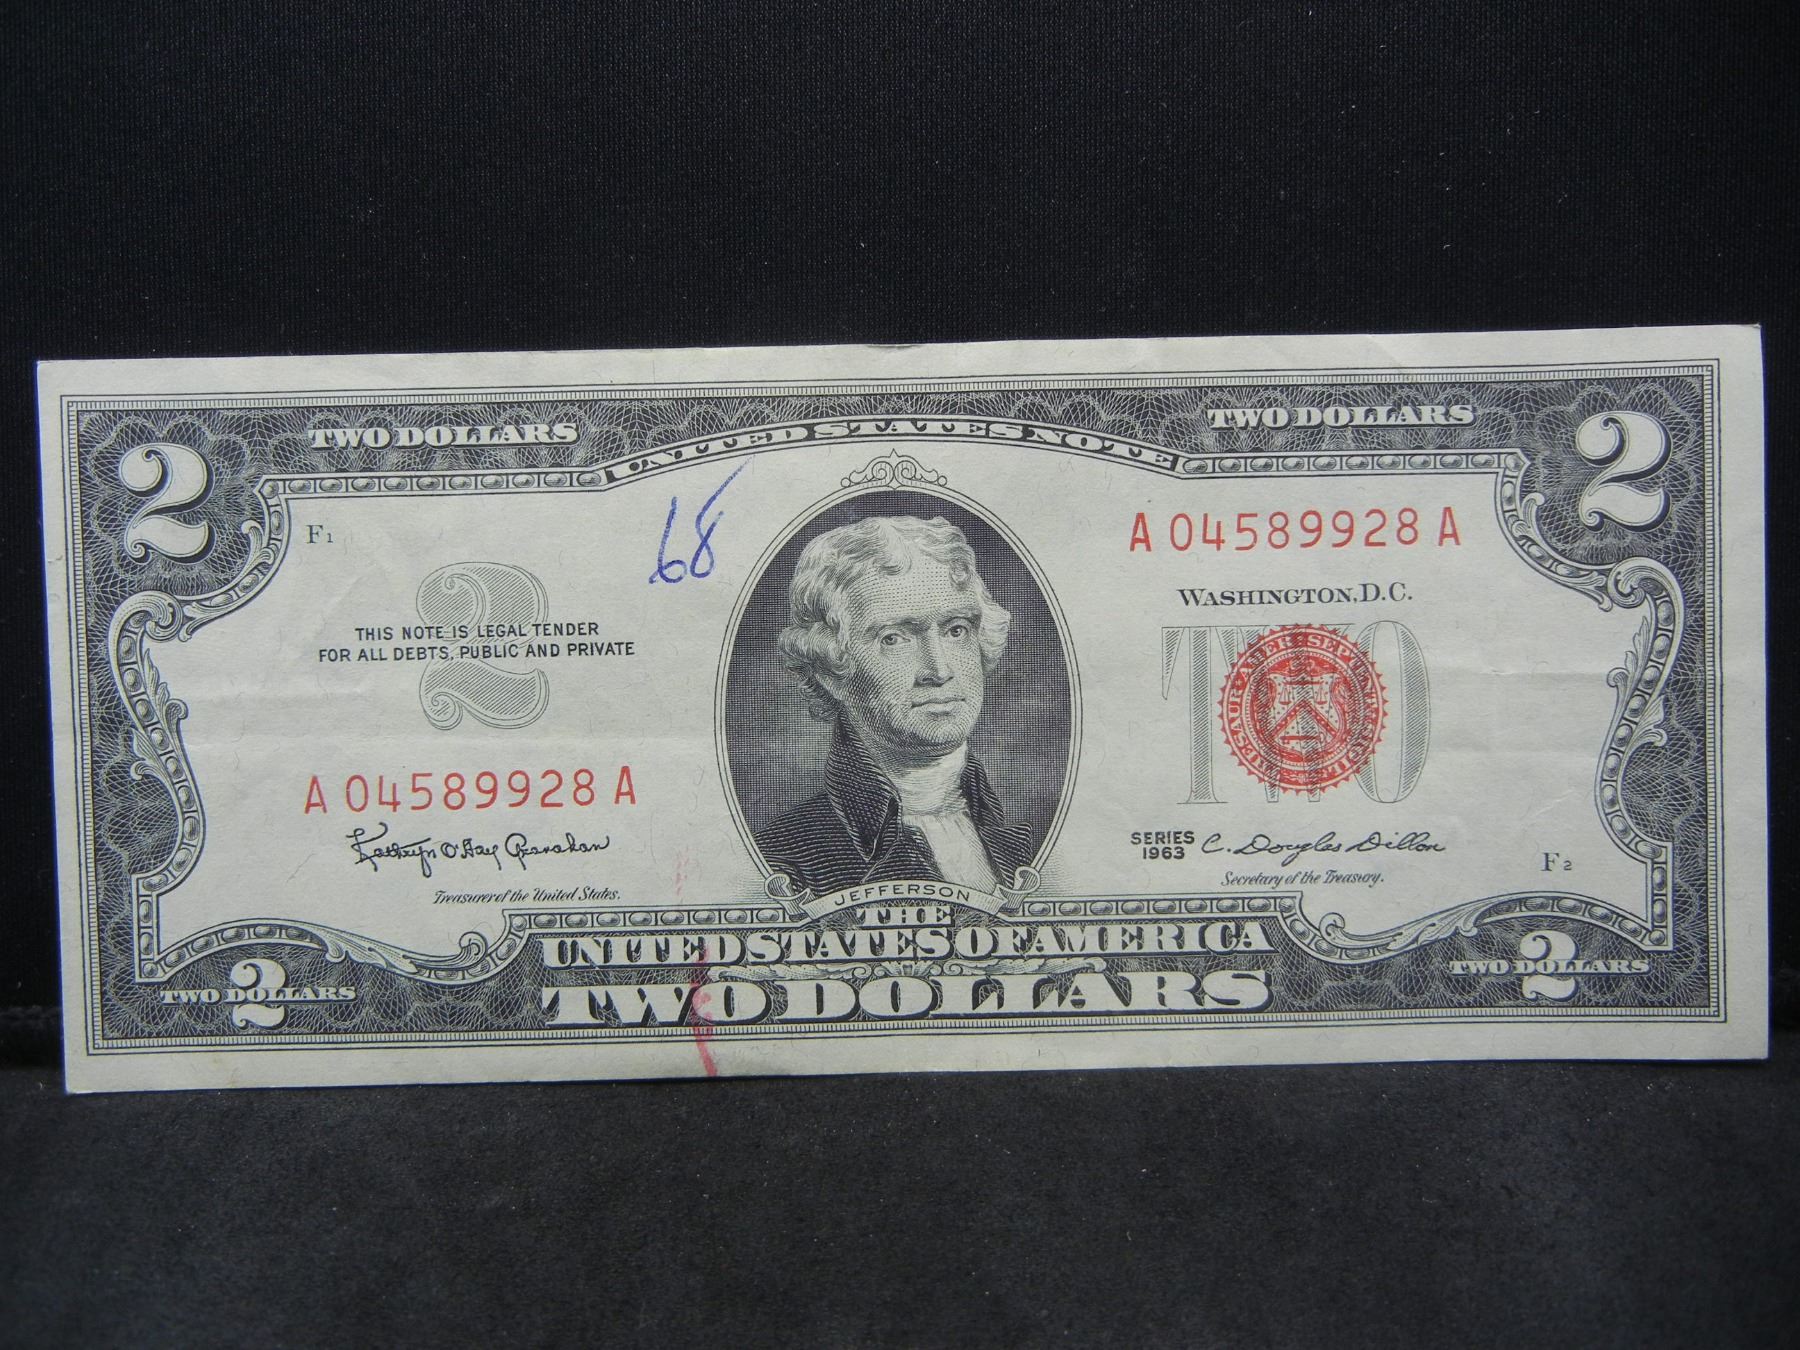 TWO DOLLARS
UNITED STATES NOTE
TWO DOLLARS
2
2
F1
68
A 04589928 A
WASHINGTON, D.C.
2
THIS NOTE IS LEGAL TENDER
FOR ALL DEBTS, PUBLIC AND PRIVATE
TWO
A 04589928 A
Kathryn O'Hay Granahan
Treasurer of the United States.
SERIES
1963
C. Douglas Dillon
Secretary of the Treasury.
F2
JEFFERSON
THE
UNITED STATES OF AMERICA
TWO DOLLARS
2
TWO DOLLARS
2
TWO DOLLARS